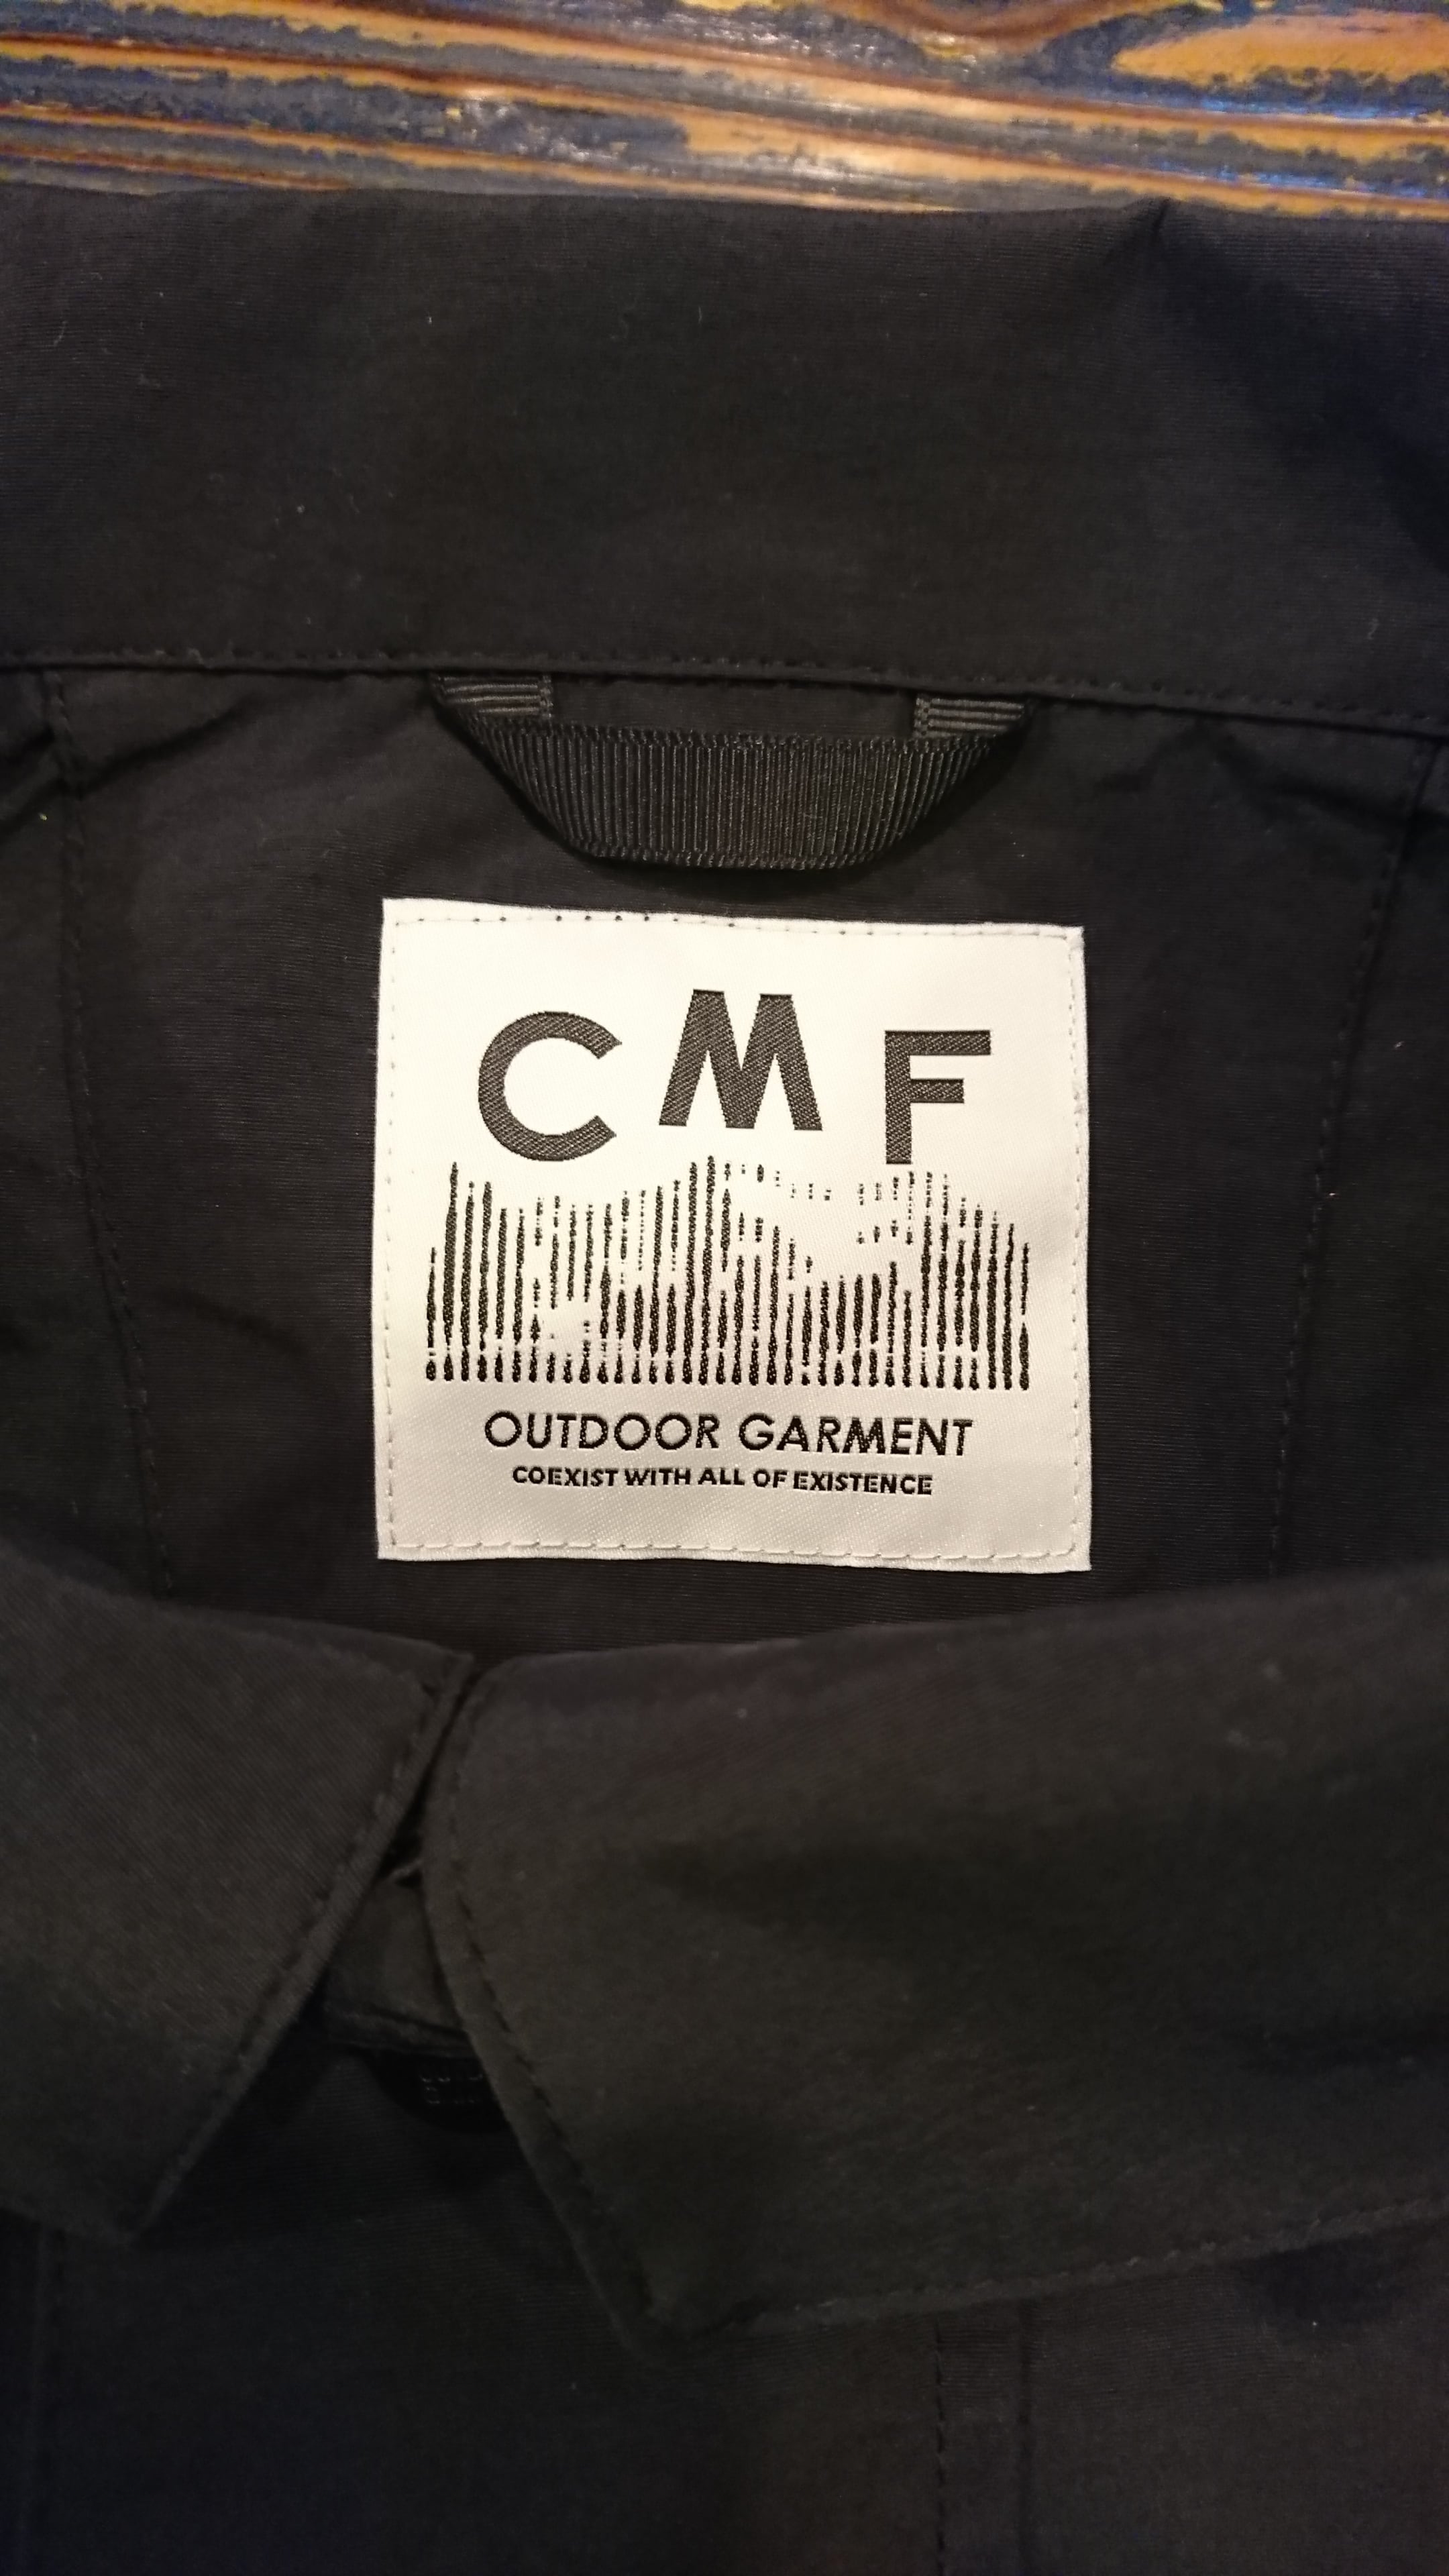 CMF
OUTDOOR GARMENT
COEXIST WITH ALL OF EXISTENCE